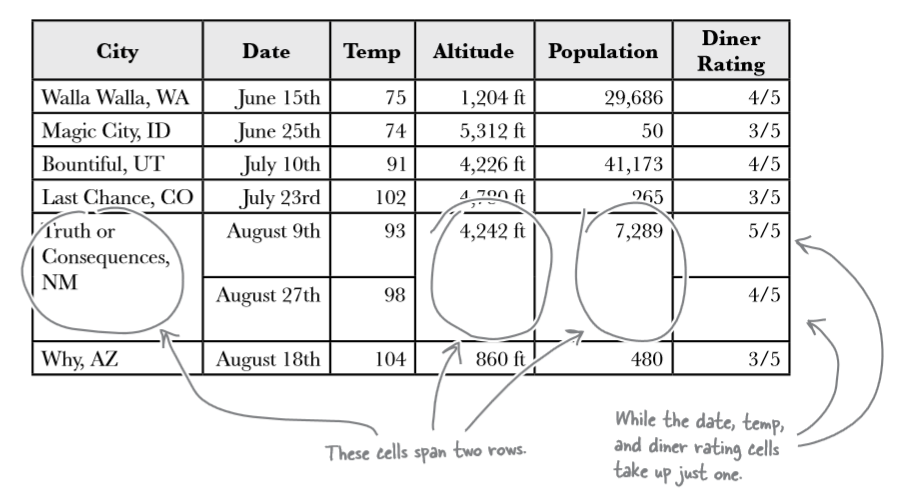 City Date Temp Altitude Population Diner Rating
Walla Walla, WA June 15th 75 1,204 ft 29,686 4/5
Magic City, ID June 25th 74 5,312 ft 50 3/5
Bountiful, UT July 10th 91 4,226 ft 41,173 4/5
Last Chance, CO July 23rd 102 4,780 ft 265 3/5
Truth or August 9th 93 4,242 ft 7,289 5/5
Consequences,
NM
August 27th 98 4/5
Why, AZ August 18th 104 860 ft 480 3/5
These cells span two rows.
While the date, temp,
and diner rating cells
take up just one.